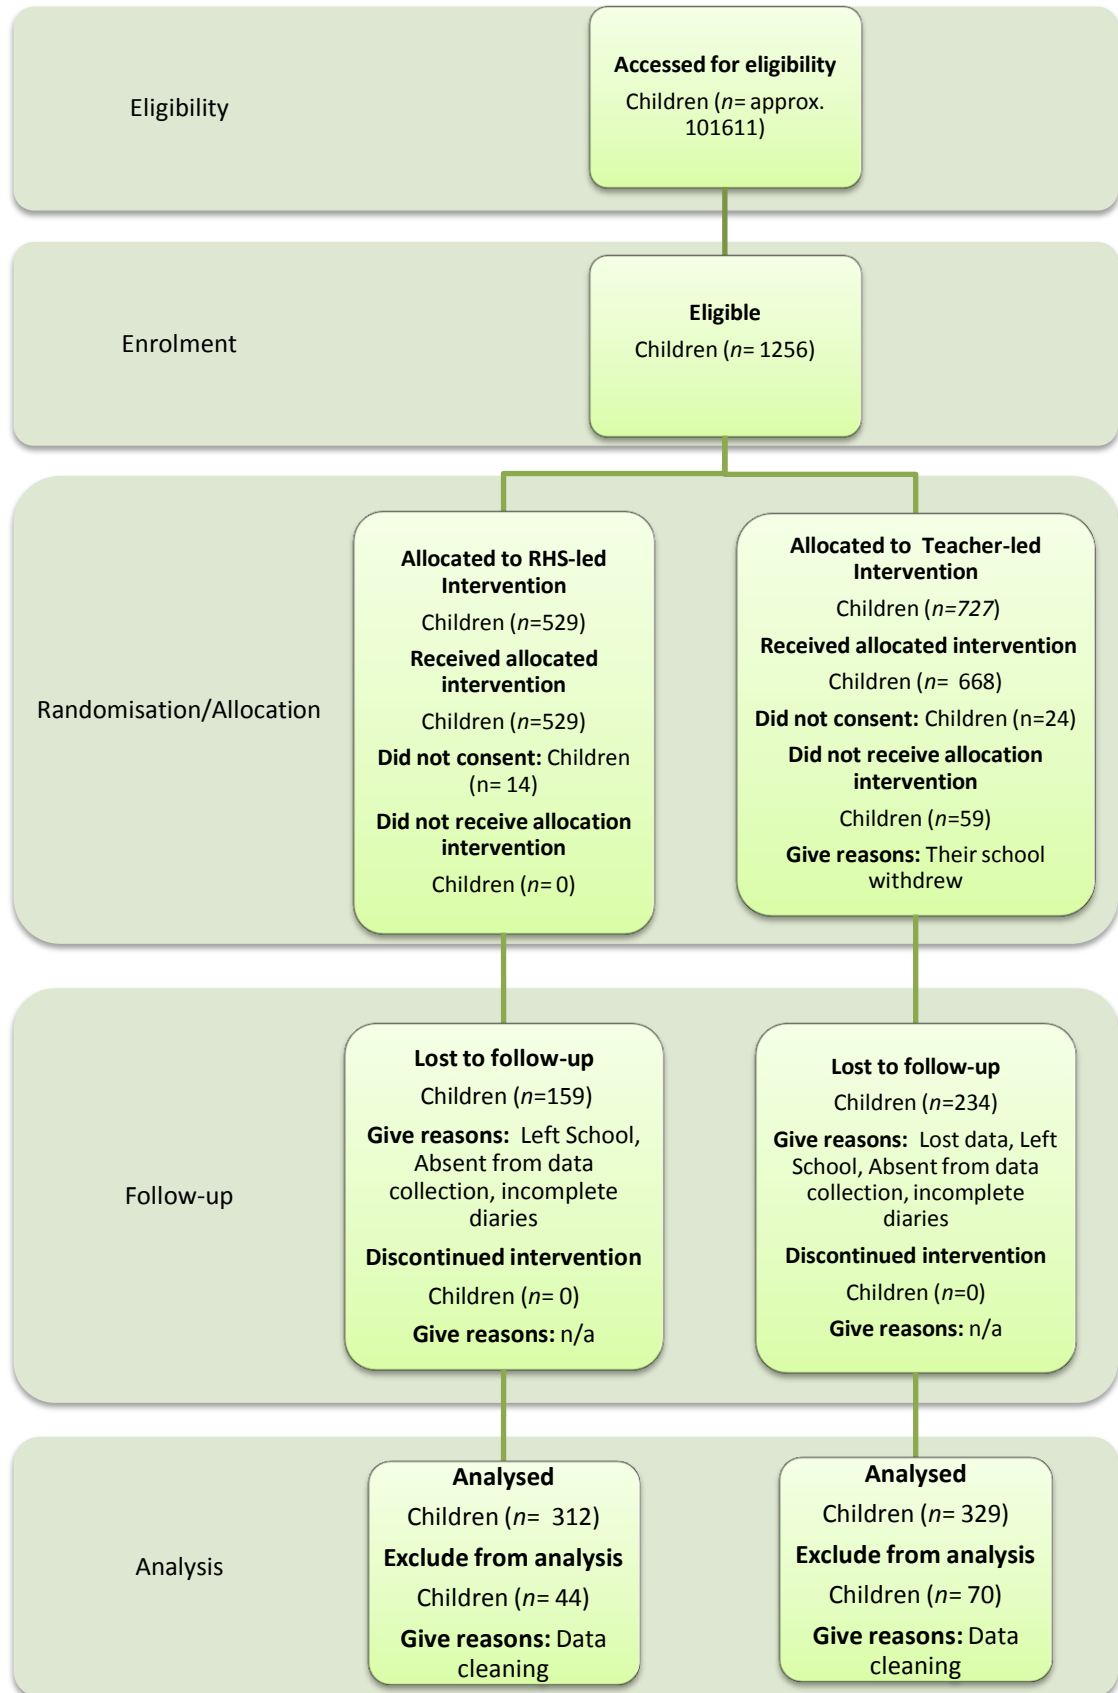 Eligibility
Accessed for eligibility
Children (n= approx.
101611)
Enrolment
Eligible
Children (n= 1256)
Randomisation/Allocation
Allocated to RHS-led
Intervention
Children (n=529)
Received allocated
intervention
Children (n=529)
Did not consent: Children
(n= 14)
Did not receive allocation
intervention
Children (n= 0)
Allocated to  Teacher-led
Intervention
Children (n=727)
Received allocated intervention
Children (n=  668)
Did not consent: Children (n=24)
Did not receive allocation
intervention
Children (n=59)
Give reasons: Their school
withdrew
Follow-up
Lost to follow-up
Children (n=159)
Give reasons:  Left School,
Absent from data
collection, incomplete
diaries
Discontinued intervention
Children (n= 0)
Give reasons: n/a
Lost to follow-up
Children (n=234)
Give reasons:  Lost data, Left
School, Absent from data
collection, incomplete
diaries
Discontinued intervention
Children (n=0)
Give reasons: n/a
Analysis
Analysed
Children (n=  312)
Exclude from analysis
Children (n= 44)
Give reasons: Data
cleaning
Analysed
Children (n= 329)
Exclude from analysis
Children (n= 70)
Give reasons: Data
cleaning